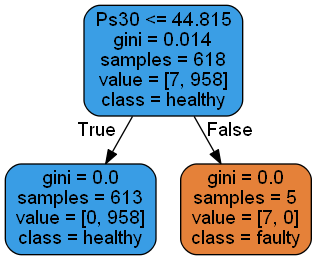 Ps30 <= 44.815
gini = 0.014
samples = 618
value = [7, 958]
class = healthy
True
False
gini = 0.0
samples = 613
value = [0, 958]
class = healthy
gini = 0.0
samples = 5
value = [7, 0]
class = faulty